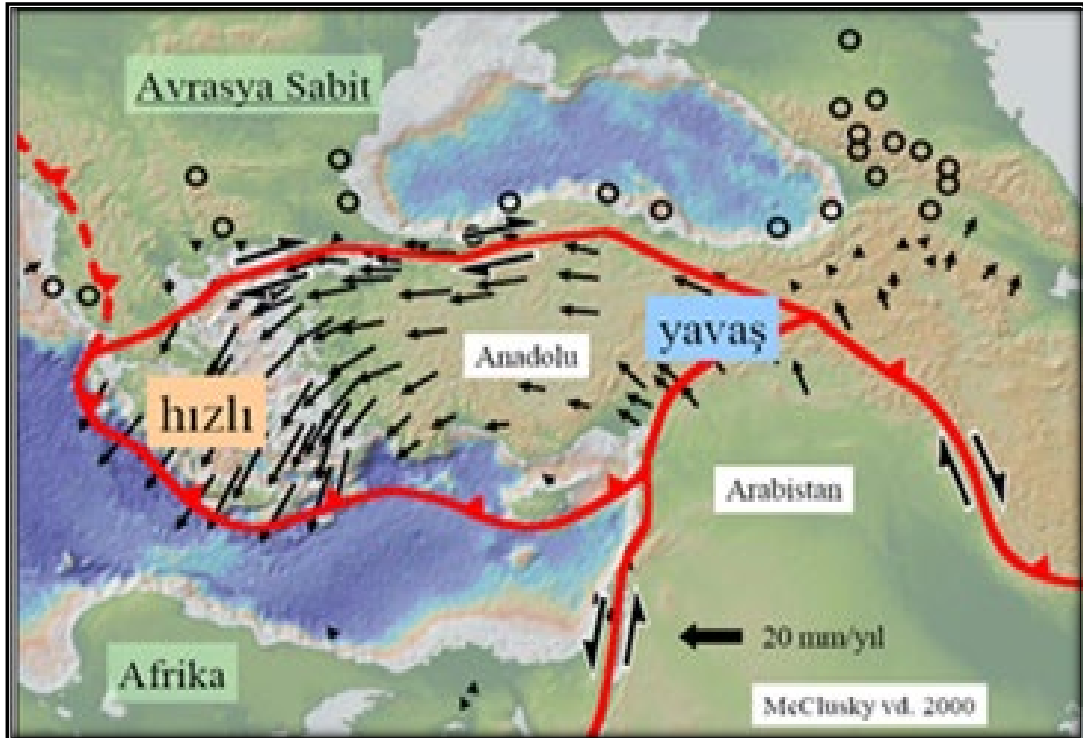 Avrasya Sabit
yavaş
Anadolu
hızlı
Arabistan
20 mm/yıl
Afrika
McClusky vd. 2000